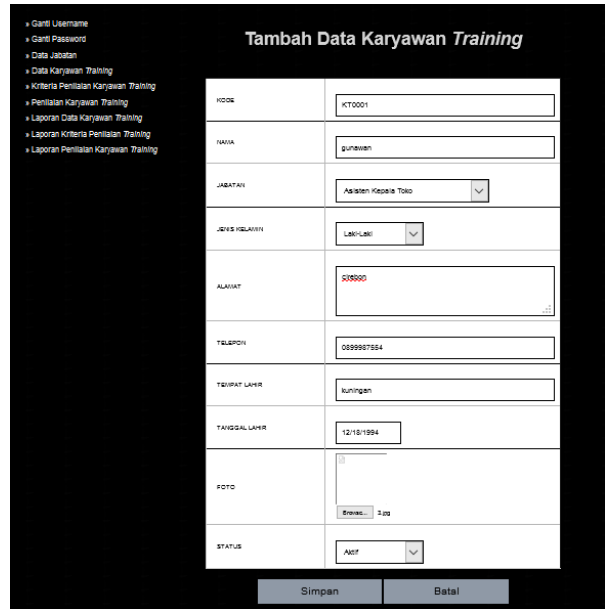 » Ganti Username
» Ganti Password
» Data Jabatan
» Data Karyawan Training
» Kriteria Penilaian Karyawan Training
» Penilaian Karyawan Training
» Laporan Data Karyawan Training
» Laporan Kriteria Penilaian Training
» Laporan Penilaian Karyawan Training
Tambah Data Karyawan Training
KODE
KT0001
NAMA
gunawan
JABATAN
Asisten Kepala Toko
JENIS KELAMIN
Laki-Laki
ALAMAT
cirebon
TELEPON
0899987554
TEMPAT LAHIR
kuningan
TANGGAL LAHIR
12/18/1994
FOTO
Browse... 3.jpg
STATUS
Aktif
Simpan Batal